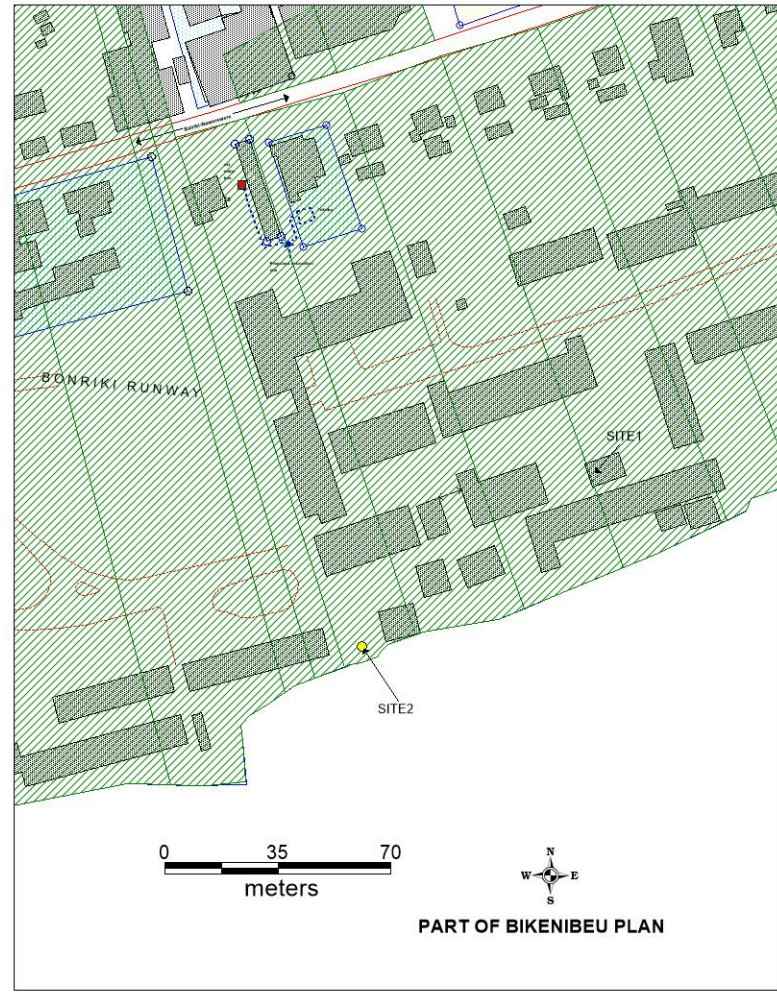 BONRIKI RUNWAY
SITE1
SITE2
0 35 70
meters
N
W E
S
PART OF BIKENIBEU PLAN